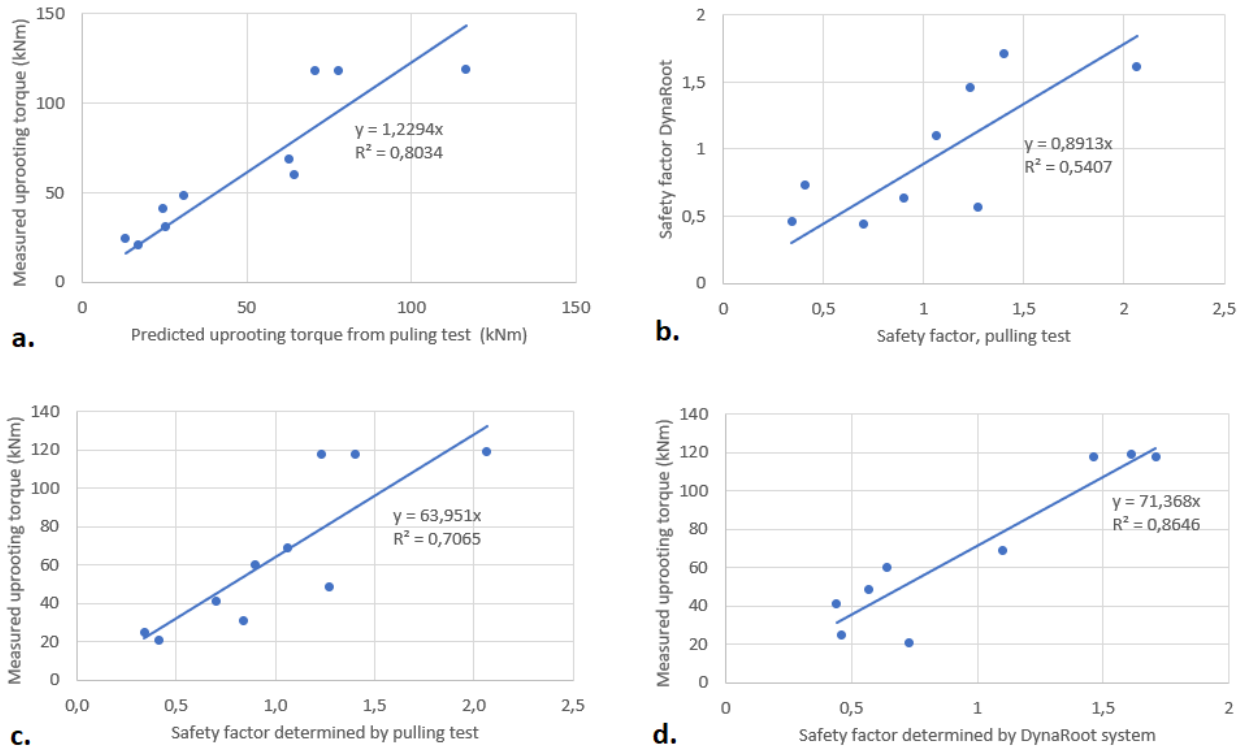 150
100
50
0
0
50
100
150
Measured uprooting torque (kNm)
y = 1,2294x
R² = 0,8034
Predicted uprooting torque from puling test (kNm)
a.
2
1,5
1
0,5
0
0
0,5
1
1,5
2
2,5
Safety factor DynaRoot
y = 0,8913x
R² = 0,5407
Safety factor, pulling test
b.
140
120
100
80
60
40
20
0
0,0
0,5
1,0
1,5
2,0
2,5
Measured uprooting torque (kNm)
y = 63,951x
R² = 0,7065
Safety factor determined by pulling test
c.
140
120
100
80
60
40
20
0
0
0,5
1
1,5
2
Measured uprooting torque (kNm)
y = 71,368x
R² = 0,8646
Safety factor determined by DynaRoot system
d.